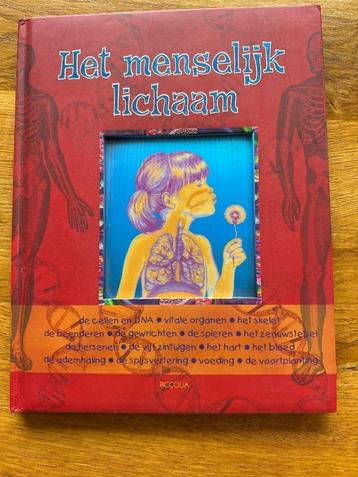 Het menselijk
lichaam
de cellen en DNA • vitale organen • het skelet
de beenderen • de gewrichten • de spieren • het zenuwstelsel
de hersenen • de vijf zintuigen • het hart • het bloed
de ademhaling • de spijsvertering • voeding • de voortplanting
PICCOLIA